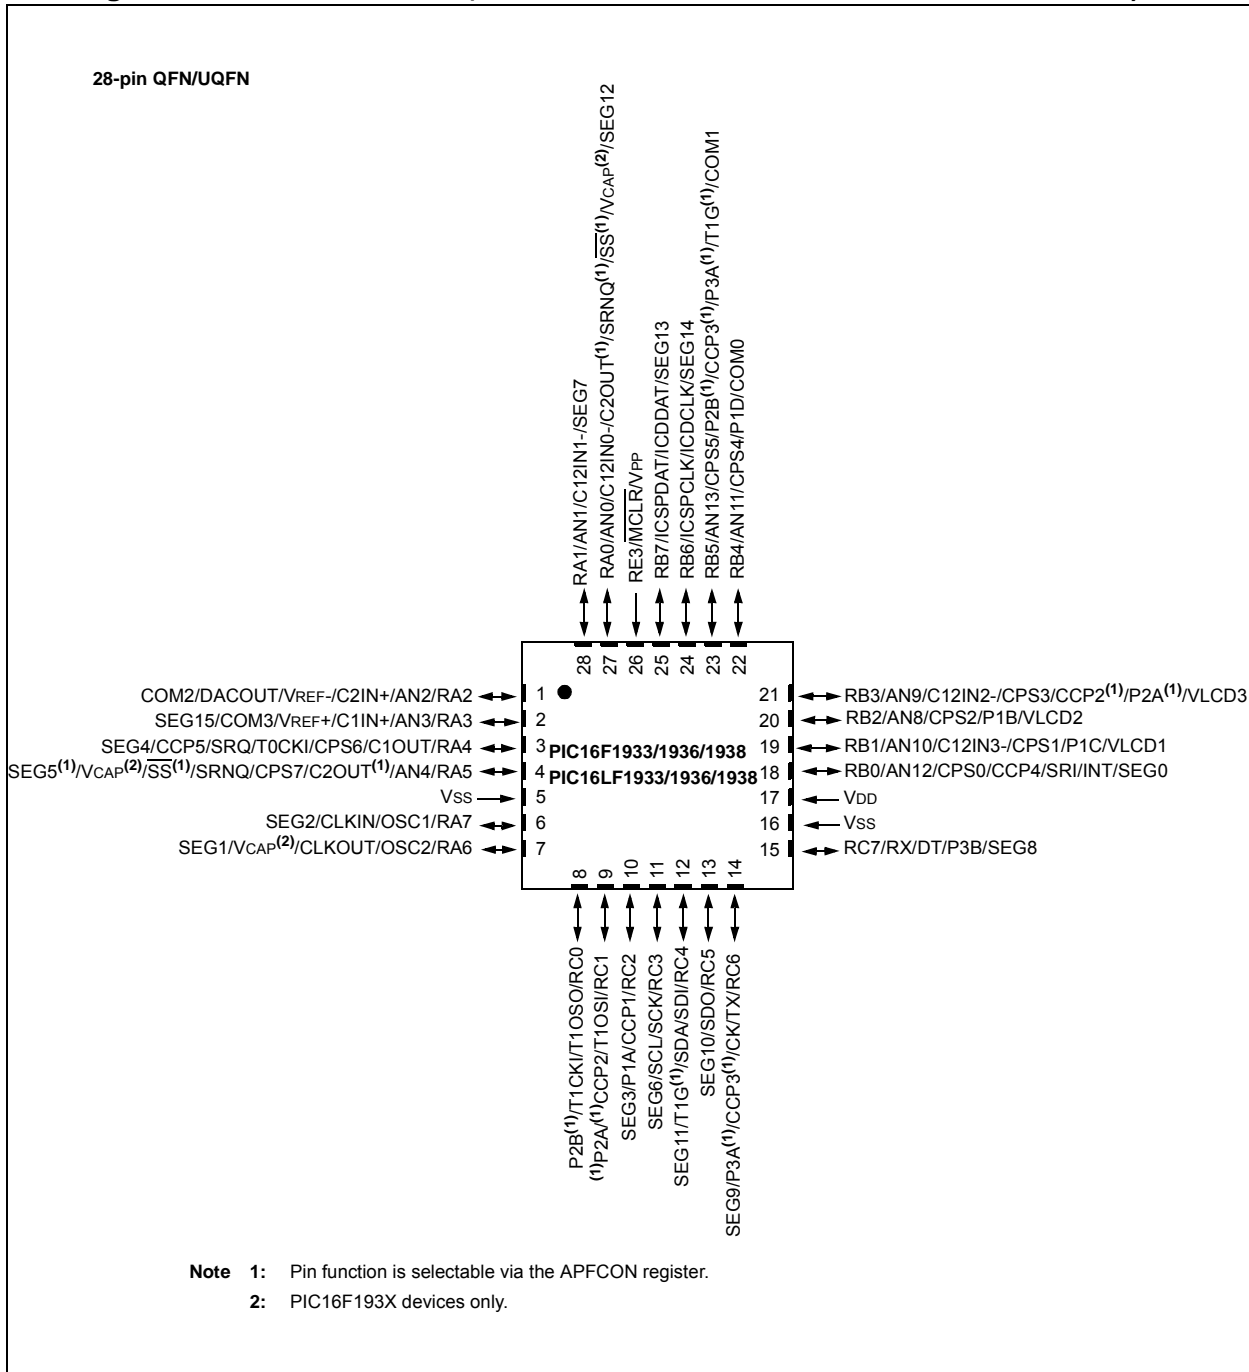 28-pin QFN/UQFN
RA1/AN1/C12IN1-/SEG7
RA0/AN0/C12IN0-/C2OUT(1)/SRNQ(1)/SS(1)/VCAP(2)/SEG12
RE3/MCLR/VPP
RB7/ICSPDAT/ICDDAT/SEG13
RB6/ICSPCLK/ICDCLK/SEG14
RB5/AN13/CPS5/P2B(1)/CCP3(1)/P3A(1)/T1G(1)/COM1
RB4/AN11/CPS4/P1D/COM0
28 27 26 25 24 23 22
COM2/DACOUT/VREF-/C2IN+/AN2/RA2 1
SEG15/COM3/VREF+/C1IN+/AN3/RA3 2
SEG4/CCP5/SRQ/T0CKI/CPS6/C1OUT/RA4 3
SEG5(1)/VCAP(2)/SS(1)/SRNQ/CPS7/C2OUT(1)/AN4/RA5 4
VSS 5
SEG2/CLKIN/OSC1/RA7 6
SEG1/VCAP(2)/CLKOUT/OSC2/RA6 7
PIC16F1933/1936/1938
PIC16LF1933/1936/1938
21 RB3/AN9/C12IN2-/CPS3/CCP2(1)/P2A(1)/VLCD3
20 RB2/AN8/CPS2/P1B/VLCD2
19 RB1/AN10/C12IN3-/CPS1/P1C/VLCD1
18 RB0/AN12/CPS0/CCP4/SRI/INT/SEG0
17 VDD
16 VSS
15 RC7/RX/DT/P3B/SEG8
8 9 10 11 12 13 14
P2B(1)/T1CKI/T1OSO/RC0
(1)P2A/(1)CCP2/T1OSI/RC1
SEG3/P1A/CCP1/RC2
SEG6/SCL/SCK/RC3
SEG11/T1G(1)/SDA/SDI/RC4
SEG10/SDO/RC5
SEG9/P3A(1)/CCP3(1)/CK/TX/RC6
Note 1: Pin function is selectable via the APFCON register.
2: PIC16F193X devices only.